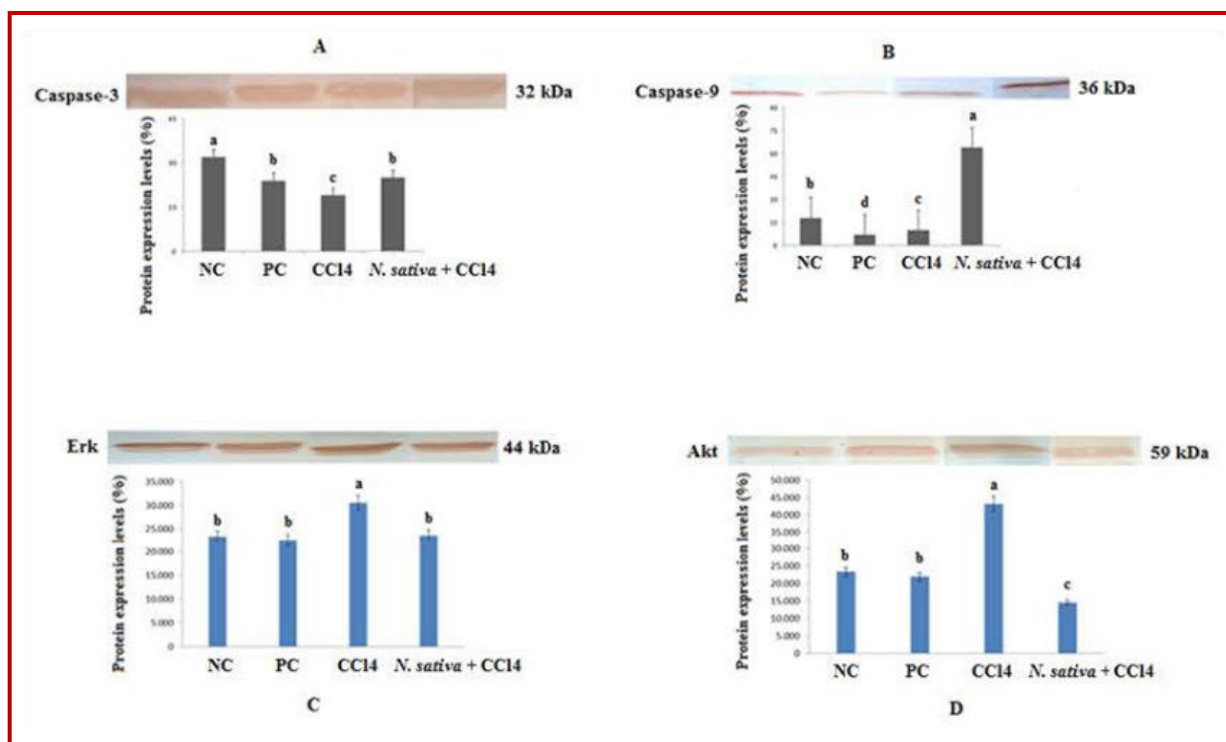 A
Caspase-3
32 kDa
Protein expression levels (%)
45
30
15
0
a
b
c
b
NC PC CCl4 N. sativa + CCl4
B
Caspase-9
36 kDa
Protein expression levels (%)
a
b
d
c
NC PC CCl4 N. sativa + CCl4
Erk
44 kDa
Protein expression levels (%)
35.000
30.000
25.000
20.000
15.000
10.000
5.000
0
b
b
a
b
NC PC CCl4 N. sativa + CCl4
C
Akt
59 kDa
Protein expression levels (%)
50.000
45.000
40.000
35.000
30.000
25.000
20.000
15.000
10.000
5.000
0
b
b
a
c
NC PC CCl4 N. sativa + CCl4
D